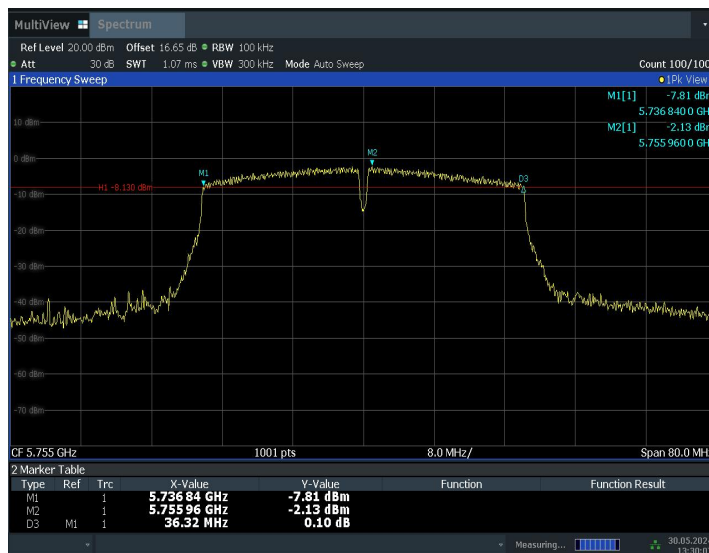 MultiView Spectrum
Ref Level 20.00 dBm Offset 16.65 dB RBW 100 kHz
Att 30 dB SWT 1.07 ms VBW 300 kHz Mode Auto Sweep Count 100/100
1 Frequency Sweep 1Pk View
M1[1] -7.81 dBm
5.736 840 0 GH
M2[1] -2.13 dBm
5.755 960 0 GH
10 dBm
0 dBm
M2
M1
D3
H1 -8.130 dBm
-10 dBm
-20 dBm
-30 dBm
-40 dBm
-50 dBm
-60 dBm
-70 dBm
CF 5.755 GHz 1001 pts 8.0 MHz/ Span 80.0 MH
2 Marker Table
Type Ref Trc X-Value Y-Value Function Function Result
M1 1 5.736 84 GHz -7.81 dBm
M2 1 5.755 96 GHz -2.13 dBm
D3 M1 1 36.32 MHz 0.10 dB
Measuring... 30.05.202